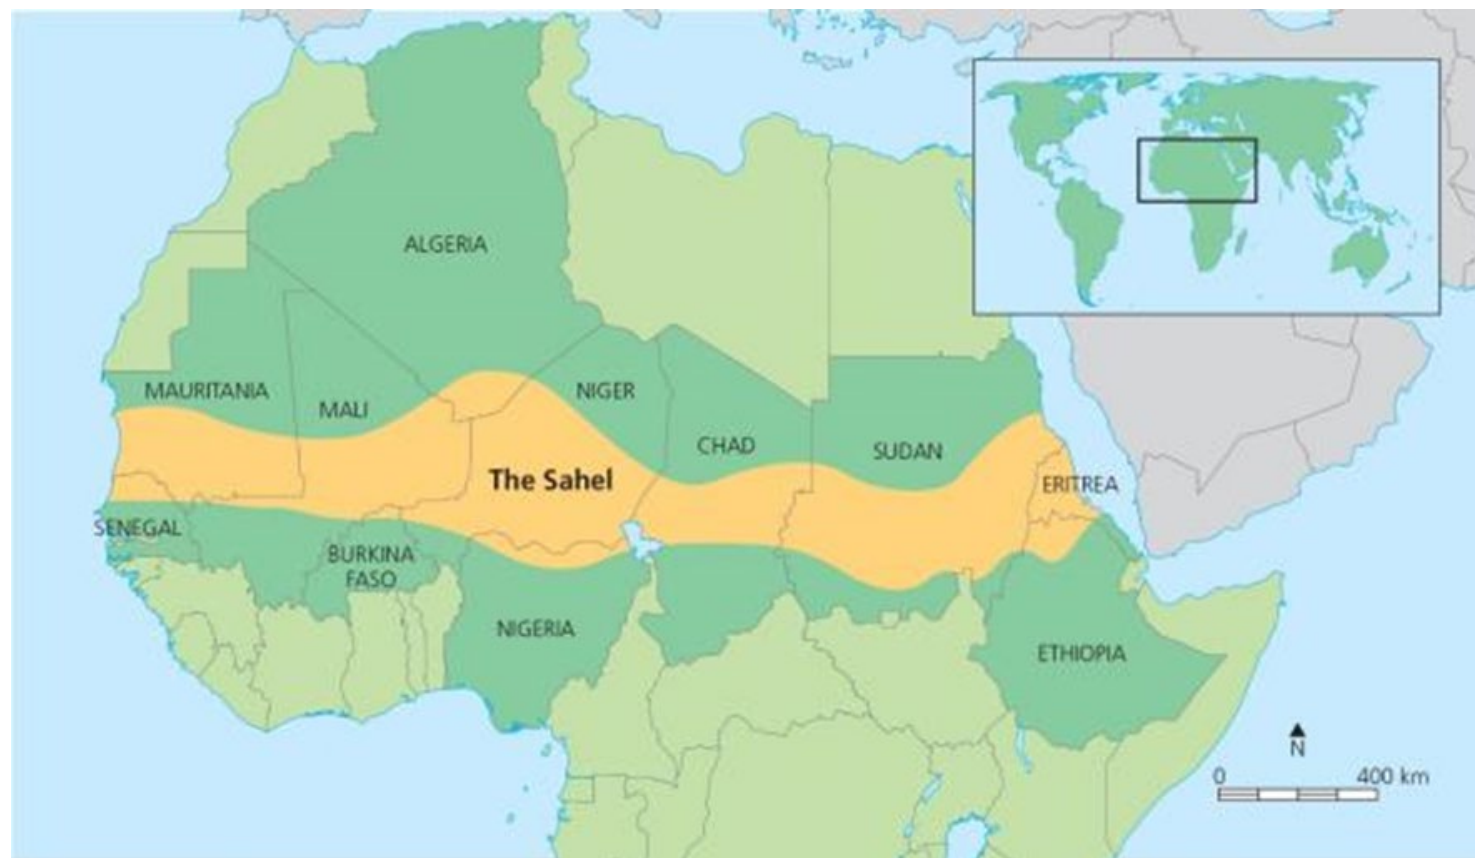 ALGERIA
MAURITANIA
MALI
NIGER
CHAD
SUDAN
The Sahel
ERITREA
SENEGAL
BURKINA
FASO
NIGERIA
ETHIOPIA
N
0 400 km